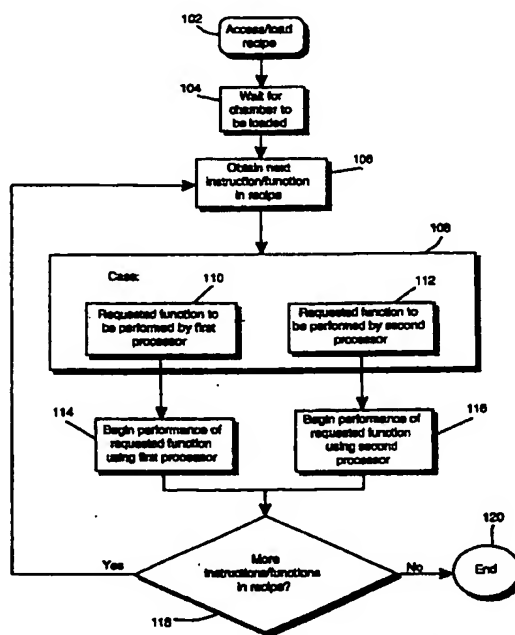 102
Access/load
recipe
104
Wait for
chamber to
be loaded
106
Obtain next
instruction/function
in recipe
108
Case:
110
Requested function to
be performed by first
processor
112
Requested function to
be performed by second
processor
114
Begin performance of
requested function
using first processor
116
Begin performance of
requested function
using second
processor
Yes
More
instructions/functions
in recipe?
No
118
120
End